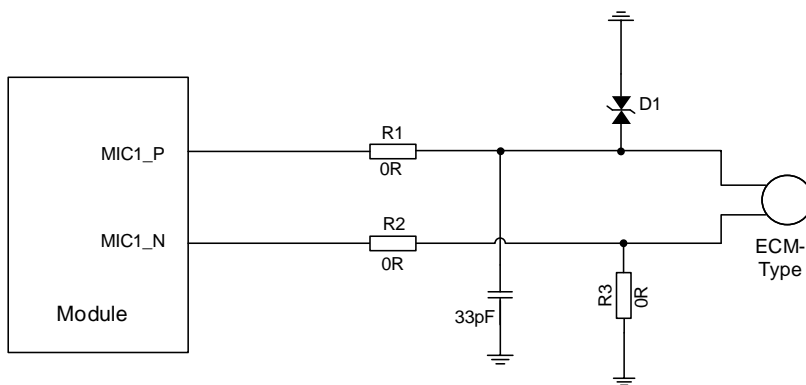 D1
R1
MIC1_P
0R
R2
MIC1_N
0R
ECM-
Type
R3
0R
33pF
Module